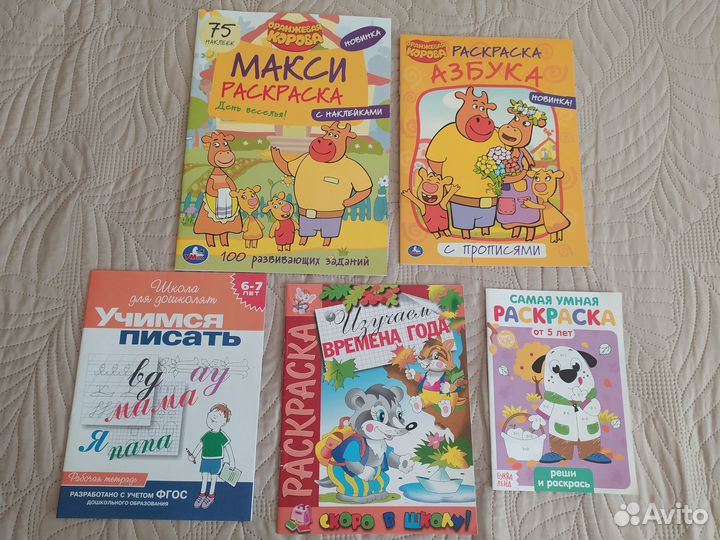 75
НАКЛЕЕК
ОРАНЖЕВАЯ
КОРОВА
НОВИНКА
МАКСИ
РАСКРАСКА
День веселья!
С НАКЛЕЙКАМИ
100 развивающих заданий
ОРАНЖЕВАЯ
КОРОВА
РАСКРАСКА
АЗБУКА
НОВИНКА!
С ПРОПИСЯМИ
Школа
для дошколят
6-7
ЛЕТ
Учимся
писать
вд ау
мама
Я папа
Рабочая тетрадь
РАЗРАБОТАНО С УЧЕТОМ ФГОС
ДОШКОЛЬНОГО ОБРАЗОВАНИЯ
РАСКРАСКА
Изучаем
ВРЕМЕНА ГОДА
СКОРО В ШКОЛУ!
САМАЯ УМНАЯ
РАСКРАСКА
от 5 лет
БУКВА
ЛЕНД
реши
и раскрась
Avito